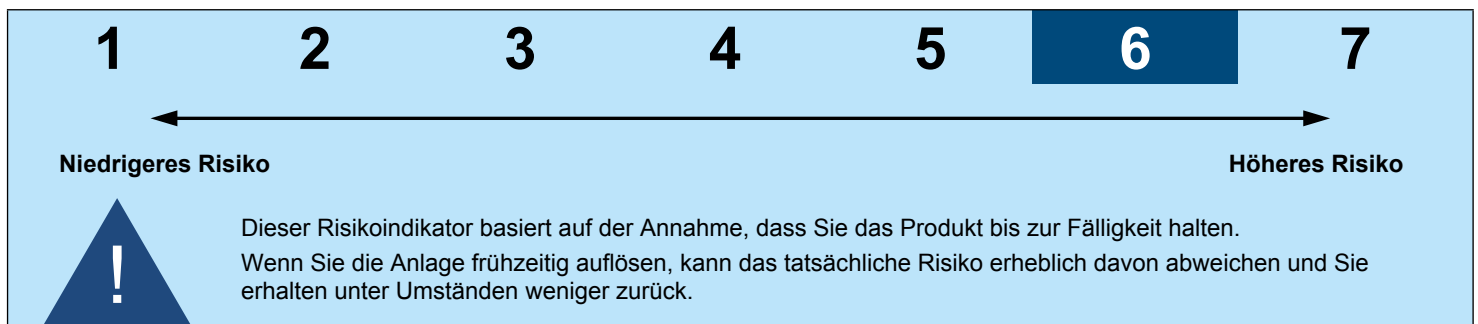 1 2 3 4 5 6 7
Niedrigeres Risiko Höheres Risiko
!
Dieser Risikoindikator basiert auf der Annahme, dass Sie das Produkt bis zur Fälligkeit halten.
Wenn Sie die Anlage frühzeitig auflösen, kann das tatsächliche Risiko erheblich davon abweichen und Sie
erhalten unter Umständen weniger zurück.